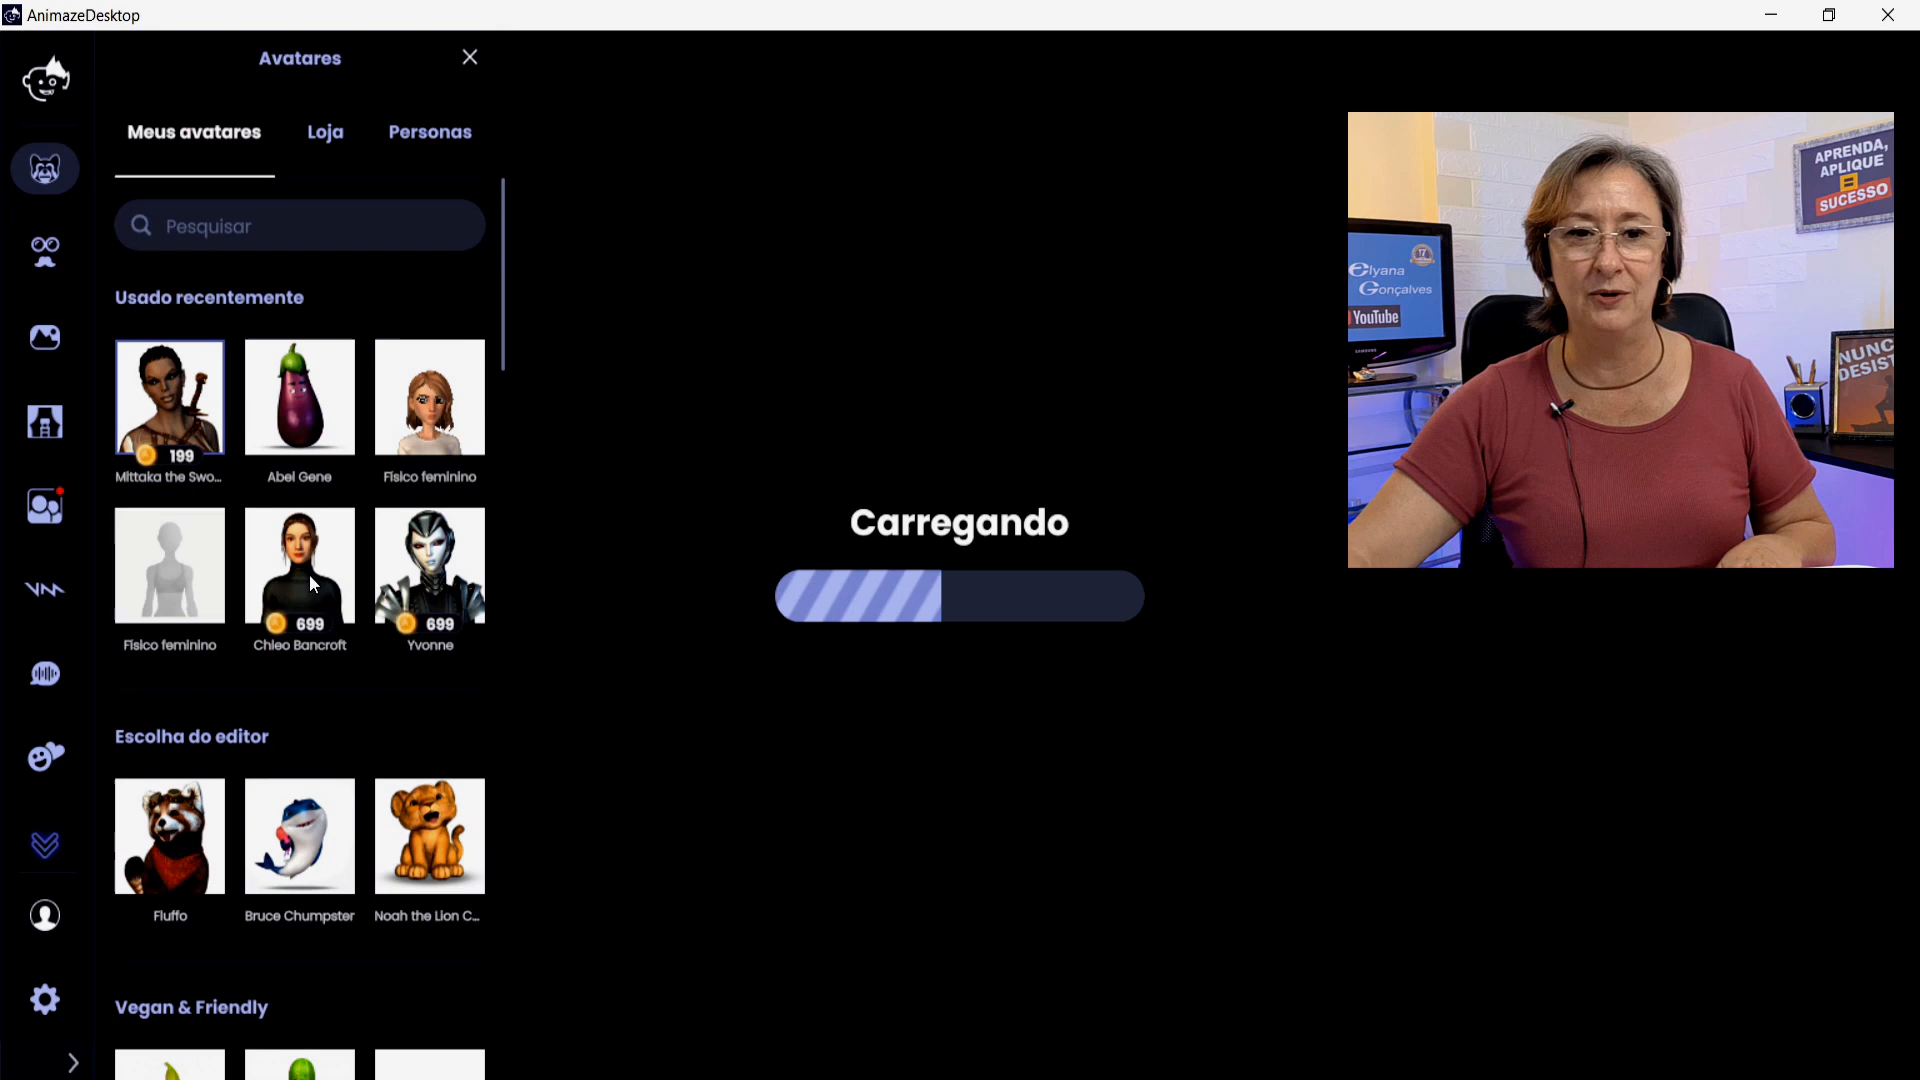 AnimazeDesktop
Avatares
Meus avatares
Loja
Personas
Pesquisar
Usado recentemente
199
Mittaka the Swo...
Abel Gene
Físico feminino
699
699
Físico feminino
Chleo Bancroft
Yvonne
Escolha do editor
Fluffo
Bruce Chumpster
Noah the Lion C...
Vegan & Friendly
Carregando
APRENDA,
APLIQUE
=
SUCESSO
Elyana
Gonçalves
YouTube
SAMSUNG
NUNC
DESIST